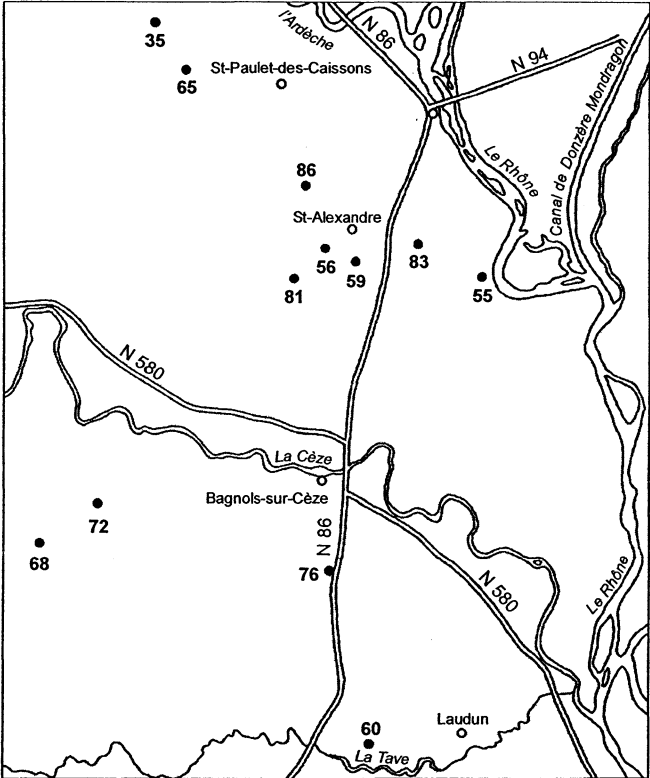 35
l'Ardèche
N 86
N 94
St-Paulet-des-Caissons
65
Canal de Donzère Mondragon
Le Rhône
86
St-Alexandre
56
59
83
81
55
N 580
La Cèze
Bagnols-sur-Cèze
72
68
N 86
76
N 580
Le Rhône
60
Laudun
La Tave